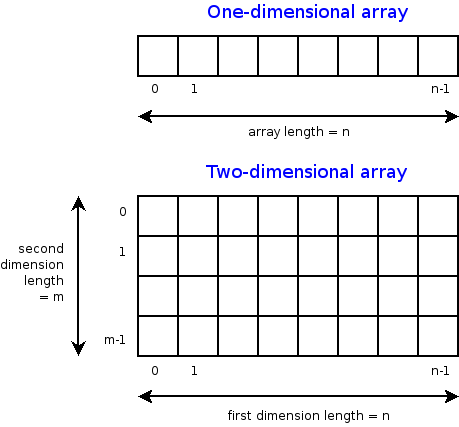 One-dimensional array
0 1 n-1
array length = n
Two-dimensional array
0
1
second
dimension
length
= m
m-1
0 1 n-1
first dimension length = n